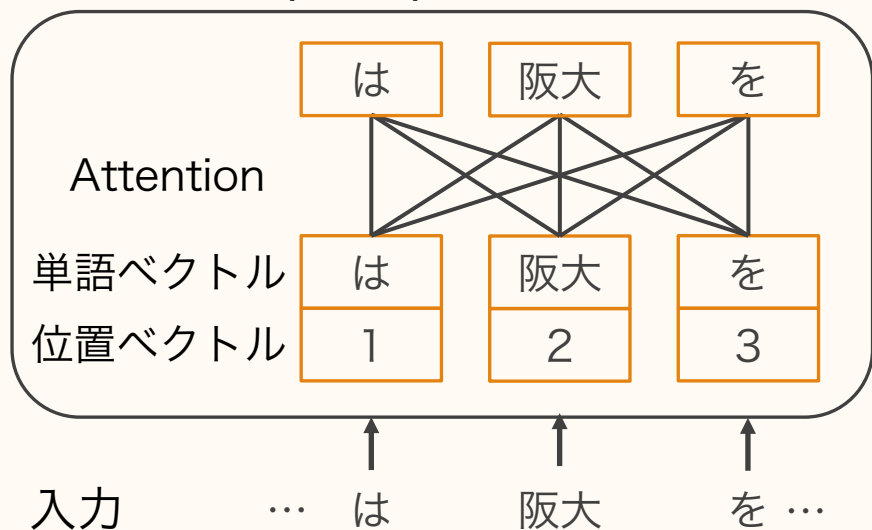 は 阪大 を
Attention
単語ベクトル は 阪大 を
位置ベクトル 1 2 3
入力 … は 阪大 を …